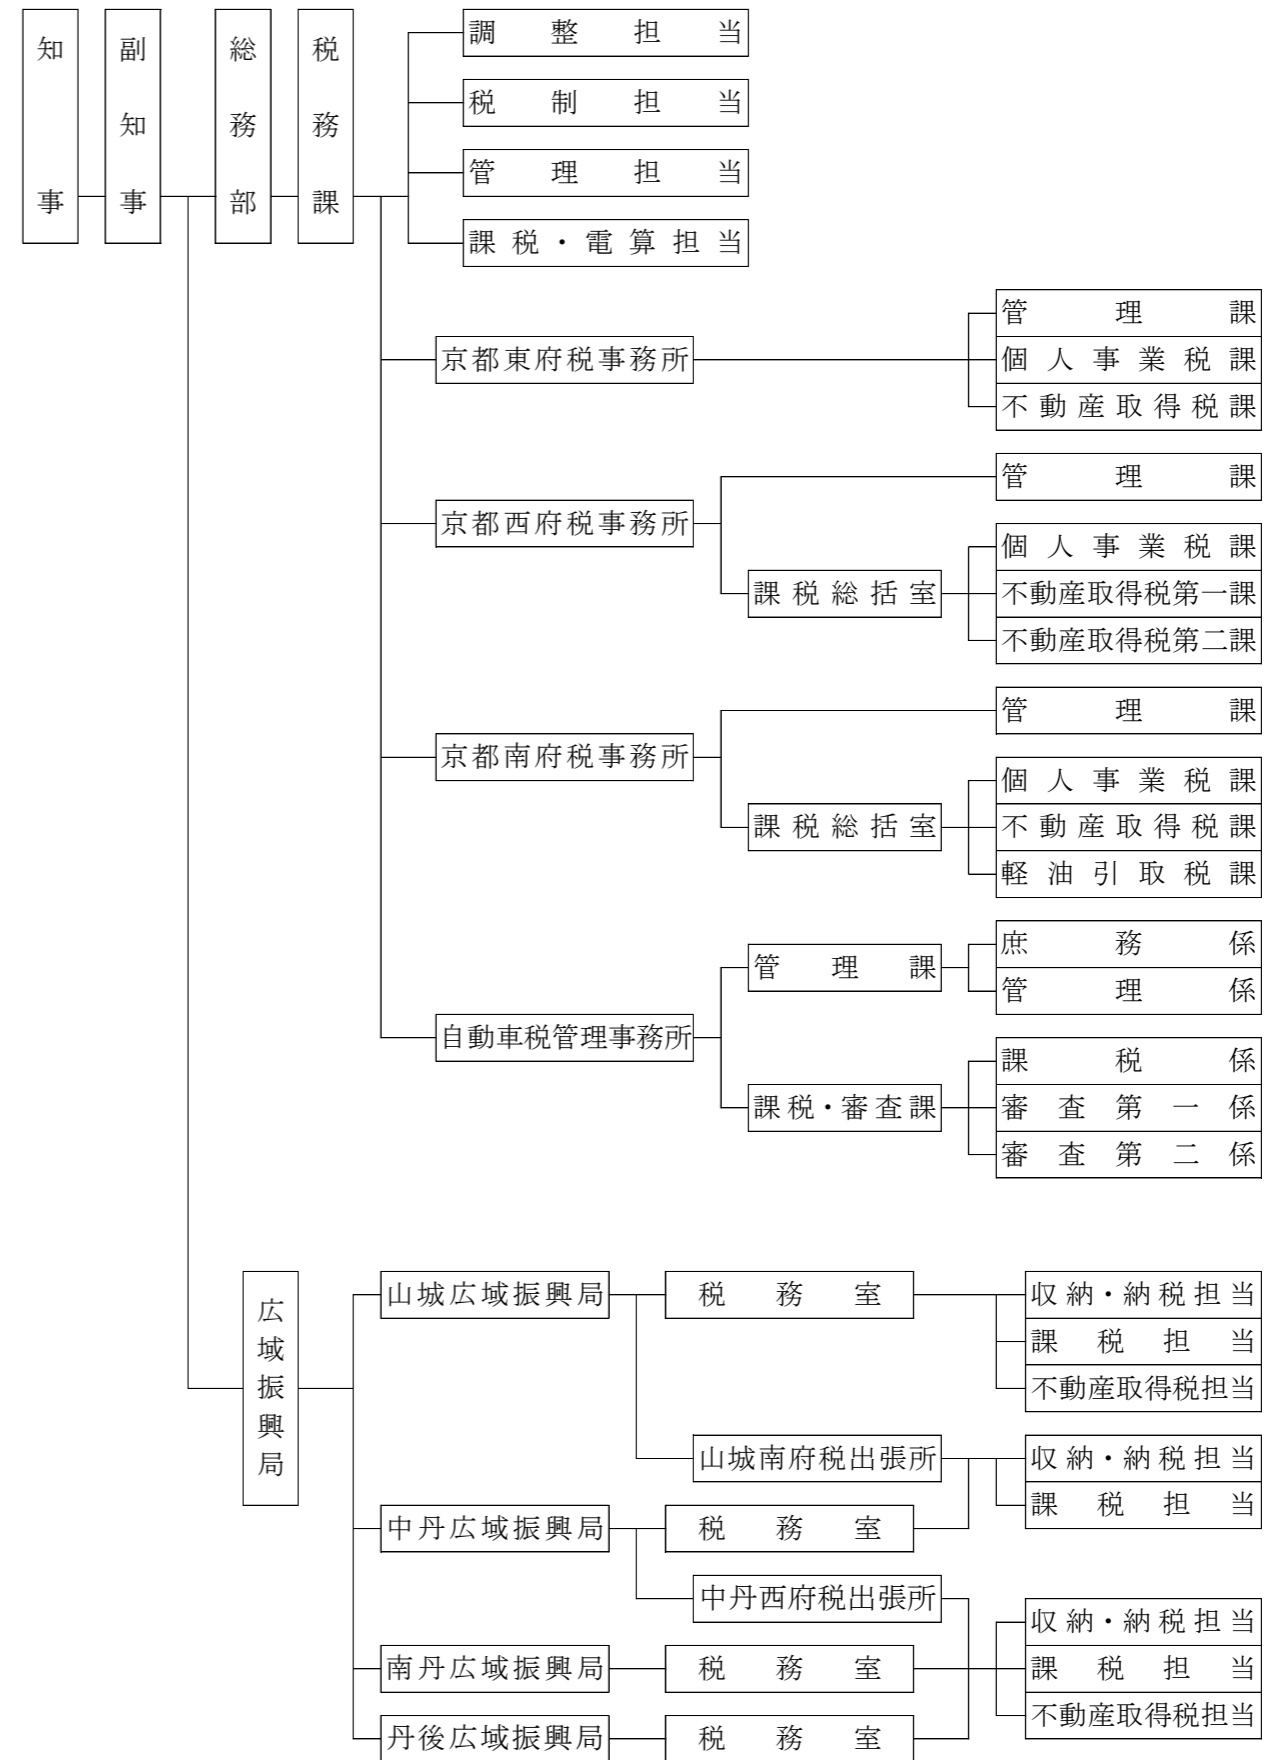 知事
副知事
総務部
税務課
調整担当
税制担当
管理担当
課税・電算担当
京都東府税事務所
管理課
個人事業税課
不動産取得税課
京都西府税事務所
管理課
課税総括室
個人事業税課
不動産取得税第一課
不動産取得税第二課
京都南府税事務所
管理課
課税総括室
個人事業税課
不動産取得税課
軽油引取税課
自動車税管理事務所
管理課
庶務係
管理係
課税・審査課
課税係
審査第一係
審査第二係
広域振興局
山城広域振興局
税務室
収納・納税担当
課税担当
不動産取得税担当
山城南府税出張所
収納・納税担当
課税担当
中丹広域振興局
税務室
中丹西府税出張所
収納・納税担当
課税担当
不動産取得税担当
南丹広域振興局
税務室
丹後広域振興局
税務室